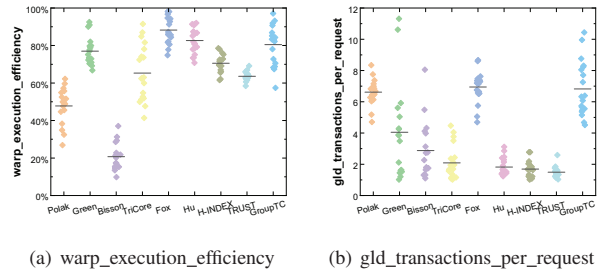 warp_execution_efficiency
100%
80%
60%
40%
20%
0%
Polak Green Bisson TriCore Fox Hu H-INDEX TRUST GroupTC
gld_transactions_per_request
12
10
8
6
4
2
0
Polak Green Bisson TriCore Fox Hu H-INDEX TRUST GroupTC
(a) warp_execution_efficiency
(b) gld_transactions_per_request